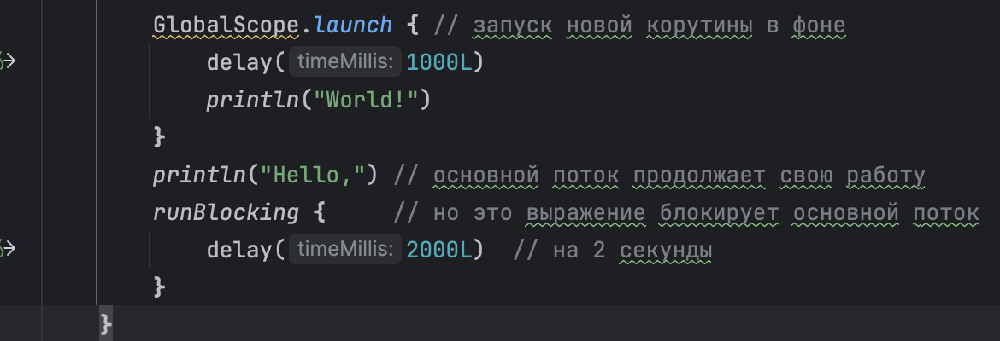 GlobalScope.launch { // запуск новой корутины в фоне
delay( timeMillis: 1000L)
println("World!")
}
println("Hello,") // основной поток продолжает свою работу
runBlocking {     // но это выражение блокирует основной поток
delay( timeMillis: 2000L)  // на 2 секунды
}
}